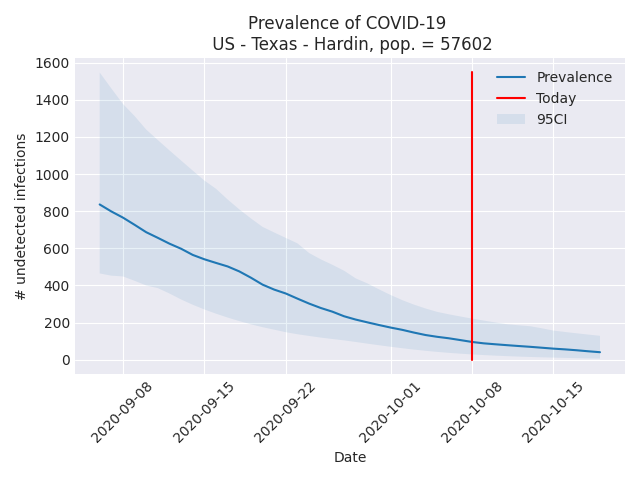 Prevalence of COVID-19
US - Texas - Hardin, pop. = 57602
Prevalence
Today
95CI
# undetected infections
1600
1400
1200
1000
800
600
400
200
0
2020-09-08
2020-09-15
2020-09-22
2020-10-01
2020-10-08
2020-10-15
Date